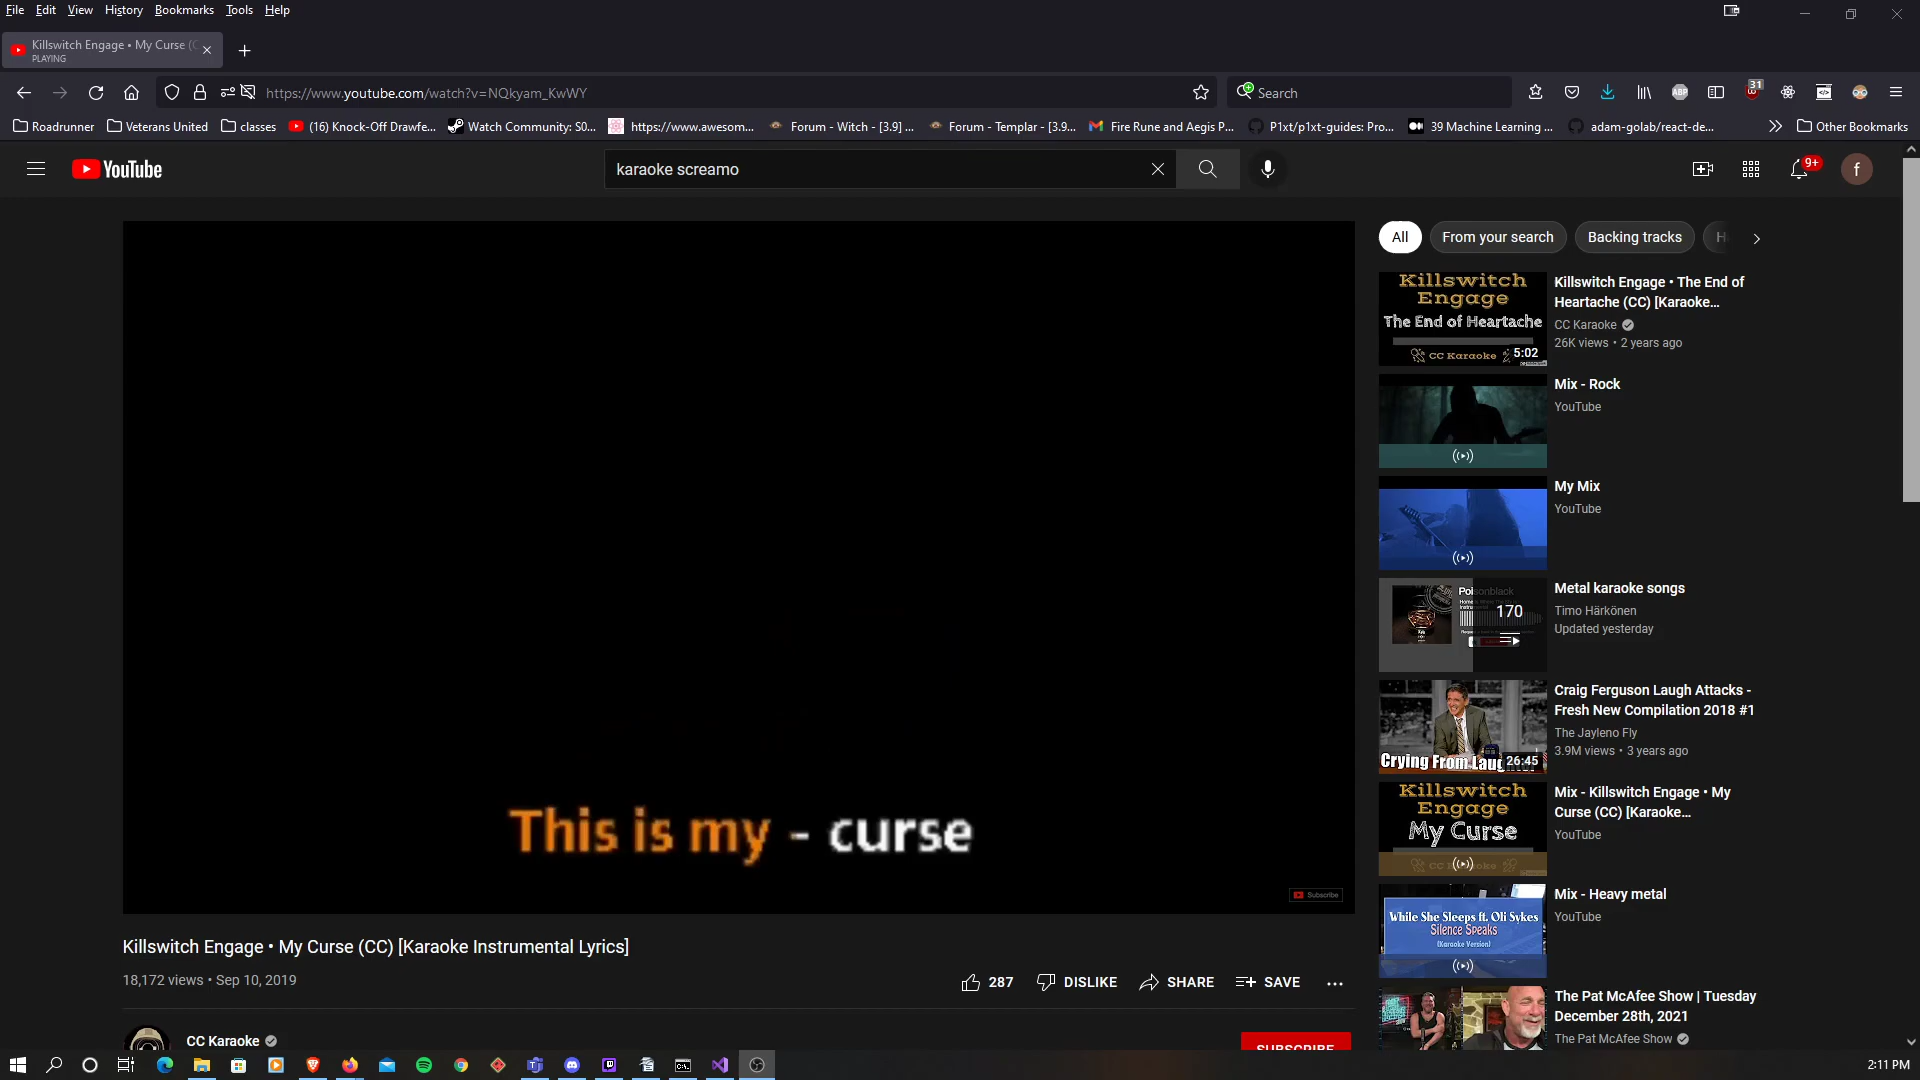 File Edit View History Bookmarks Tools Help
Killswitch Engage • My Curse (C
PLAYING
https://www.youtube.com/watch?v=NQkyam_KwWY
Search
31
ABP
Roadrunner
Veterans United
classes
(16) Knock-Off Drawfe...
Watch Community: S0...
https://www.awesom...
Forum - Witch - [3.9] ...
Forum - Templar - [3.9...
Fire Rune and Aegis P...
P1xt/p1xt-guides: Pro...
39 Machine Learning ...
adam-golab/react-de...
Other Bookmarks
YouTube
karaoke screamo
9+
f
This is my - curse
Subscribe
Killswitch Engage • My Curse (CC) [Karaoke Instrumental Lyrics]
18,172 views • Sep 10, 2019
287
DISLIKE
SHARE
SAVE
CC Karaoke
SUBSCRIBE
All
From your search
Backing tracks
Killswitch
Engage
The End of Heartache
CC Karaoke
5:02
Killswitch Engage • The End of
Heartache (CC) [Karaoke...
CC Karaoke
26K views • 2 years ago
Mix - Rock
YouTube
My Mix
YouTube
Poisonblack
170
Metal karaoke songs
Timo Härkönen
Updated yesterday
Crying From Laug
26:45
Craig Ferguson Laugh Attacks -
Fresh New Compilation 2018 #1
The Jayleno Fly
3.9M views • 3 years ago
Killswitch
Engage
My Curse
Mix - Killswitch Engage • My
Curse (CC) [Karaoke...
YouTube
While She Sleeps ft. Oli Sykes
Silence Speaks
(Karaoke Version)
Mix - Heavy metal
YouTube
The Pat McAfee Show | Tuesday
December 28th, 2021
The Pat McAfee Show
2:11 PM